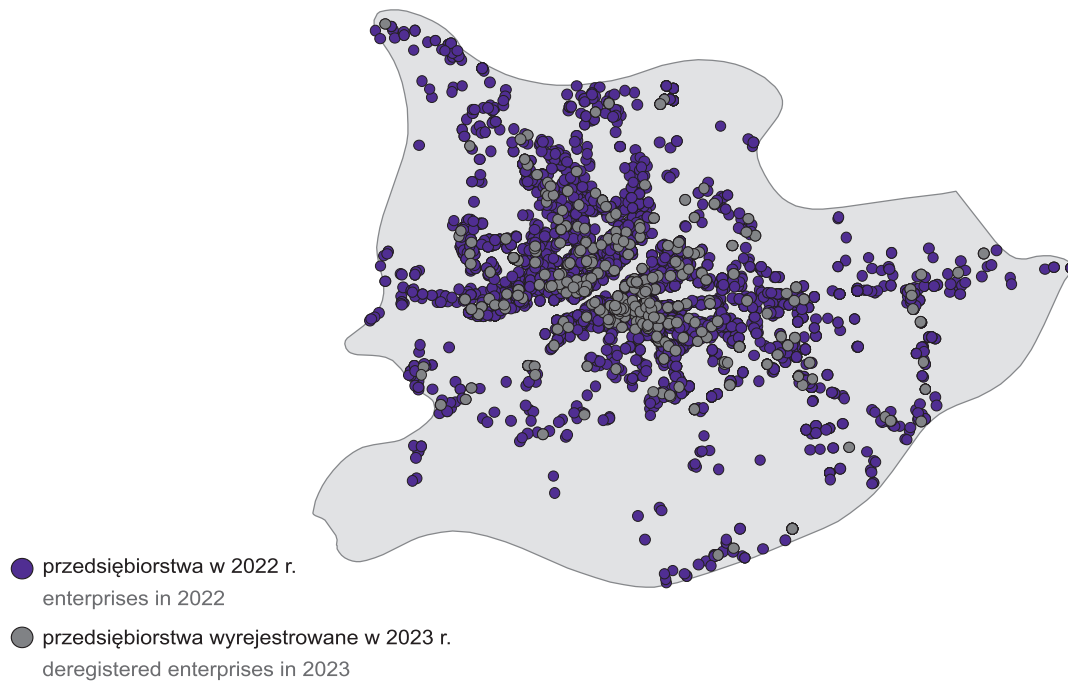 przedsiębiorstwa w 2022 r.
enterprises in 2022
przedsiębiorstwa wyrejestrowane w 2023 r.
deregistered enterprises in 2023